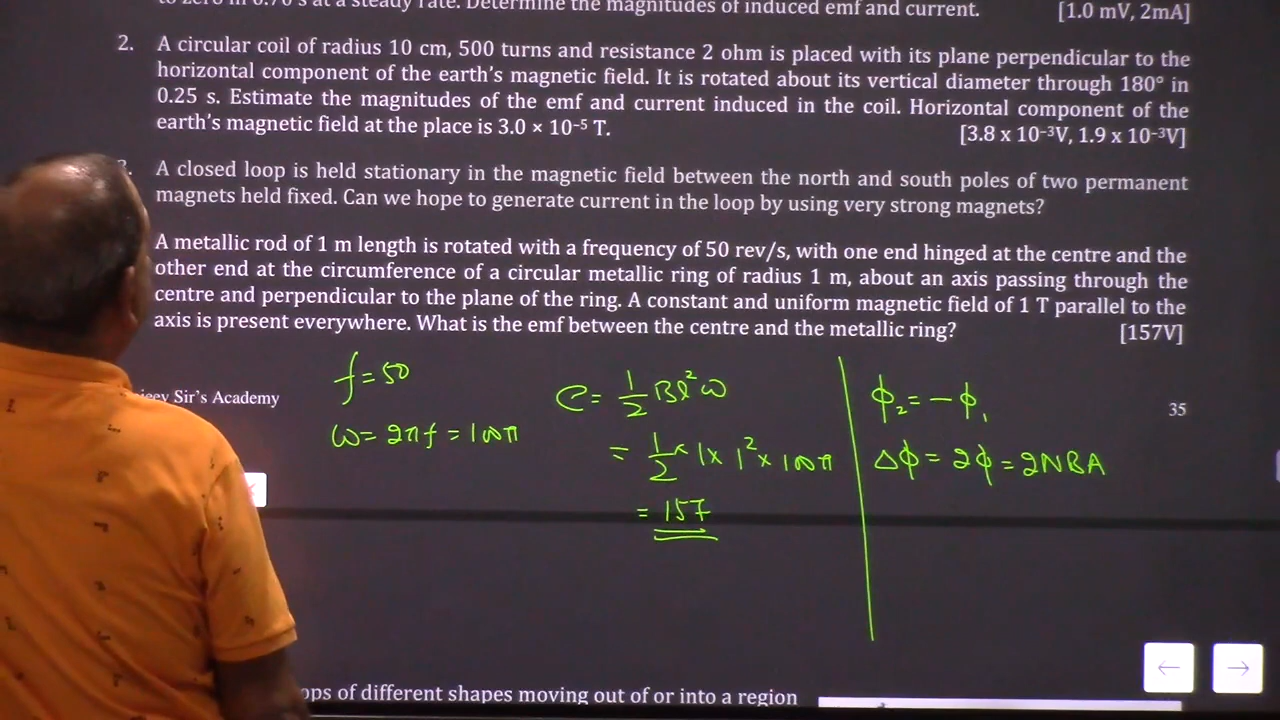 to zero in 0.70 s at a steady rate. Determine the magnitudes of induced emf and current. [1.0 mV, 2mA]
2. A circular coil of radius 10 cm, 500 turns and resistance 2 ohm is placed with its plane perpendicular to the
horizontal component of the earth's magnetic field. It is rotated about its vertical diameter through 180° in
0.25 s. Estimate the magnitudes of the emf and current induced in the coil. Horizontal component of the
earth's magnetic field at the place is 3.0 × 10⁻⁵ T. [3.8 x 10⁻³V, 1.9 x 10⁻³V]
3. A closed loop is held stationary in the magnetic field between the north and south poles of two permanent
magnets held fixed. Can we hope to generate current in the loop by using very strong magnets?
A metallic rod of 1 m length is rotated with a frequency of 50 rev/s, with one end hinged at the centre and the
other end at the circumference of a circular metallic ring of radius 1 m, about an axis passing through the
centre and perpendicular to the plane of the ring. A constant and uniform magnetic field of 1 T parallel to the
axis is present everywhere. What is the emf between the centre and the metallic ring? [157V]
Sir's Academy 35
f = 50
ω = 2πf = 100π
e = 1/2 Bl²ω
= 1/2 × 1 × 1² × 100π
= 157
ϕ₂ = − ϕ₁
Δϕ = 2ϕ = 2NBA
of different shapes moving out of or into a region
← →